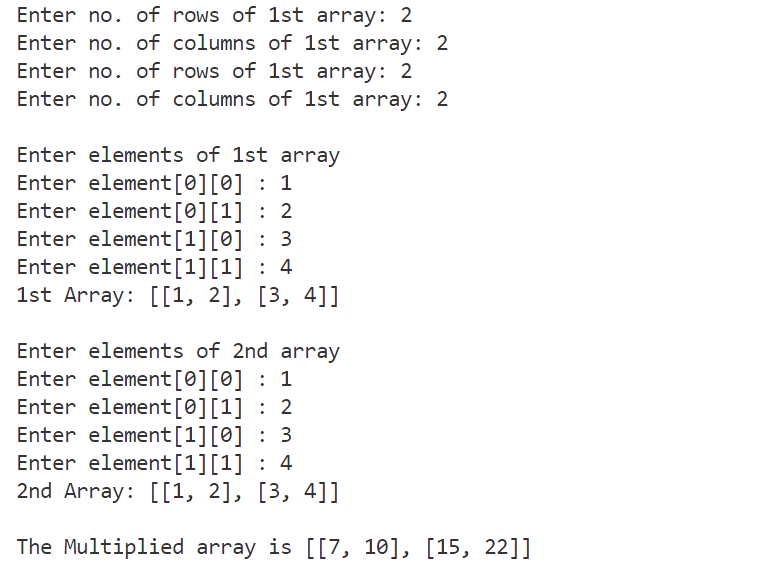 Enter no. of rows of 1st array: 2
Enter no. of columns of 1st array: 2
Enter no. of rows of 1st array: 2
Enter no. of columns of 1st array: 2
Enter elements of 1st array
Enter element[0][0] : 1
Enter element[0][1] : 2
Enter element[1][0] : 3
Enter element[1][1] : 4
1st Array: [[1, 2], [3, 4]]
Enter elements of 2nd array
Enter element[0][0] : 1
Enter element[0][1] : 2
Enter element[1][0] : 3
Enter element[1][1] : 4
2nd Array: [[1, 2], [3, 4]]
The Multiplied array is [[7, 10], [15, 22]]